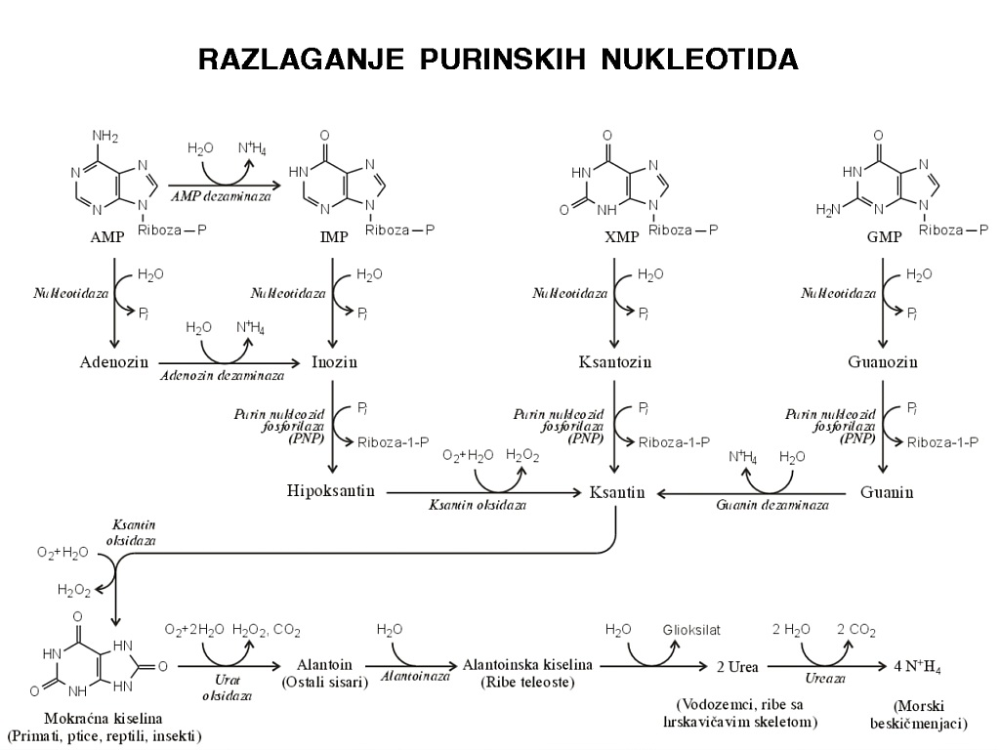 RAZLAGANJE PURINSKIH NUKLEOTIDA
NH2
N
N
N
N
Riboza—P
AMP
H2O
N+H4
AMP dezaminaza
O
HN
N
N
N
Riboza—P
IMP
O
HN
O
NH
N
N
Riboza—P
XMP
O
HN
H2N
N
N
N
Riboza—P
GMP
Nukleotidaza
H2O
Pi
Nukleotidaza
H2O
Pi
Nukleotidaza
H2O
Pi
Nukleotidaza
H2O
Pi
H2O
N+H4
Adenozin
Adenozin dezaminaza
Inozin
Ksantozin
Guanozin
Purin nukleozid
fosforilaza
(PNP)
Pi
Riboza-1-P
Purin nukleozid
fosforilaza
(PNP)
Pi
Riboza-1-P
Purin nukleozid
fosforilaza
(PNP)
Pi
Riboza-1-P
O2+H2O
H2O2
N+H4
H2O
Hipoksantin
Ksantin oksidaza
Ksantin
Guanin dezaminaza
Guanin
Ksantin
oksidaza
O2+H2O
H2O2
O
HN
O
NH
HN
HN
O
Mokraćna kiselina
(Primati, ptice, reptili, insekti)
O2+2H2O
H2O2, CO2
Urat
oksidaza
Alantoin
(Ostali sisari)
H2O
Alantoinaza
Alantoinska kiselina
(Ribe teleoste)
H2O
Glioksilat
2 Urea
(Vodozemci, ribe sa
hrskavičavim skeletom)
2 H2O
2 CO2
Ureaza
4 N+H4
(Morski
beskičmenjaci)